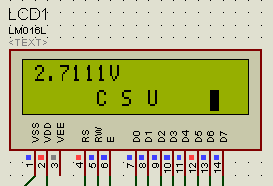 LCD1
LM016L
<TEXT>
2.7111V
C S U
VSS VDD VEE RS RW E D0 D1 D2 D3 D4 D5 D6 D7
1 2 3 4 5 6 7 8 9 10 11 12 13 14